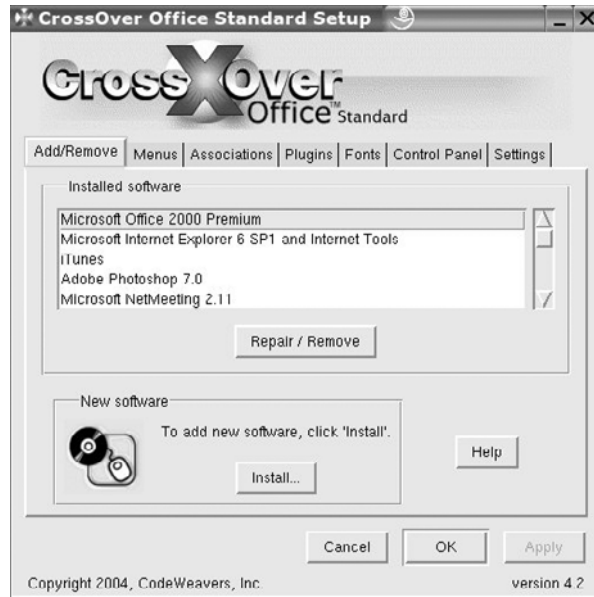 CrossOver Office Standard Setup
CrossOver
Office™ Standard
Add/Remove Menus Associations Plugins Fonts Control Panel Settings
Installed software
Microsoft Office 2000 Premium
Microsoft Internet Explorer 6 SP1 and Internet Tools
iTunes
Adobe Photoshop 7.0
Microsoft NetMeeting 2.11
Repair / Remove
New software
To add new software, click 'Install'.
Install...
Help
Cancel OK Apply
Copyright 2004, CodeWeavers, Inc. version 4.2